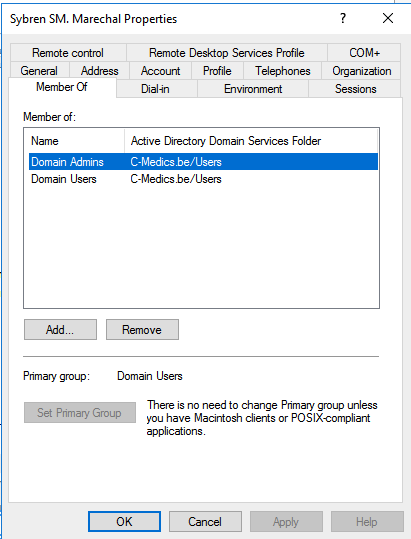 Sybren SM. Marechal Properties
?
Remote control Remote Desktop Services Profile COM+
General Address Account Profile Telephones Organization
Member Of Dial-in Environment Sessions
Member of:
Name Active Directory Domain Services Folder
Domain Admins C-Medics.be/Users
Domain Users C-Medics.be/Users
Add... Remove
Primary group: Domain Users
Set Primary Group
There is no need to change Primary group unless
you have Macintosh clients or POSIX-compliant
applications.
OK Cancel Apply Help